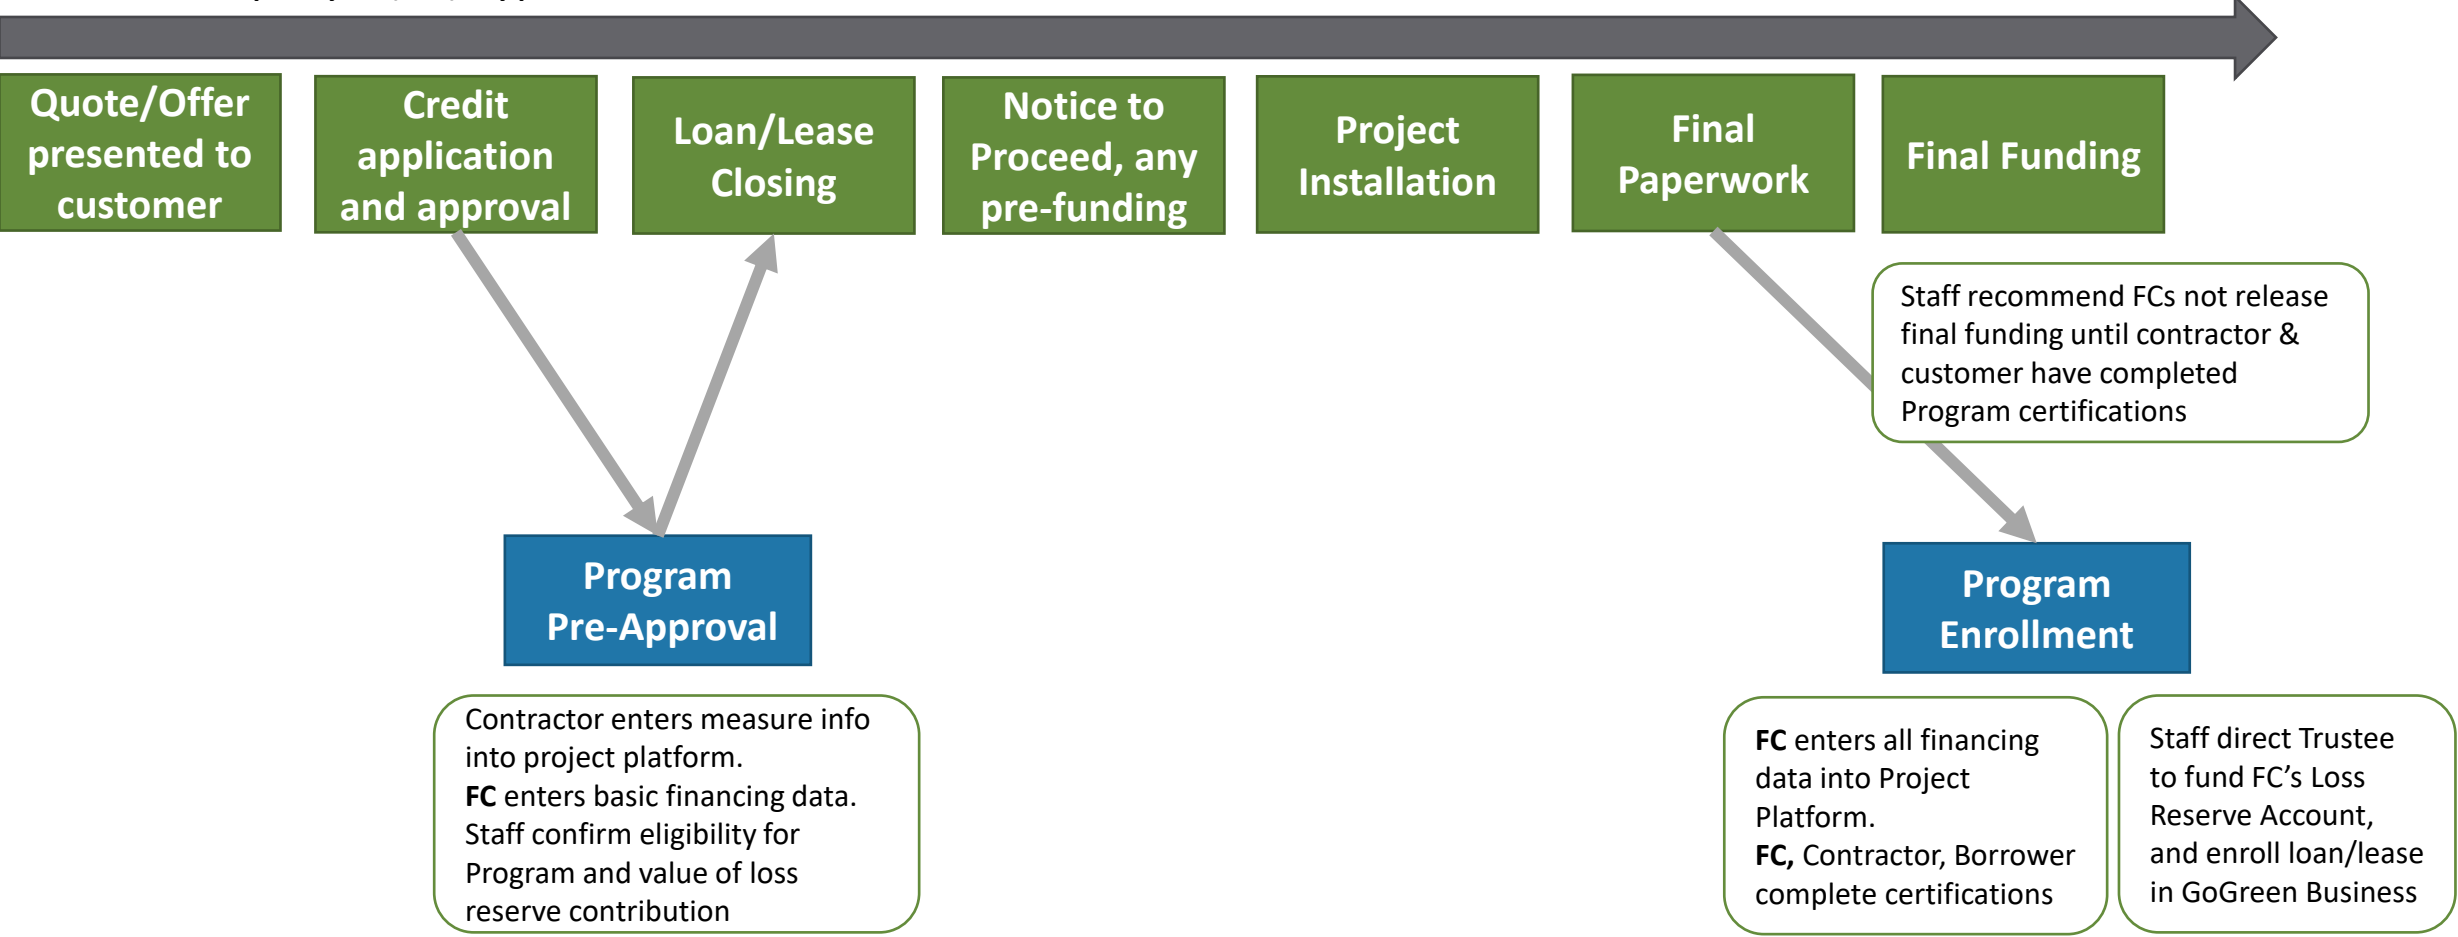 Quote/Offer
presented to
customer
Credit
application
and approval
Loan/Lease
Closing
Notice to
Proceed, any
pre-funding
Project
Installation
Final
Paperwork
Final Funding
Staff recommend FCs not release
final funding until contractor &
customer have completed
Program certifications
Program
Pre-Approval
Program
Enrollment
Contractor enters measure info
into project platform.
FC enters basic financing data.
Staff confirm eligibility for
Program and value of loss
reserve contribution
FC enters all financing
data into Project
Platform.
FC, Contractor, Borrower
complete certifications
Staff direct Trustee
to fund FC’s Loss
Reserve Account,
and enroll loan/lease
in GoGreen Business